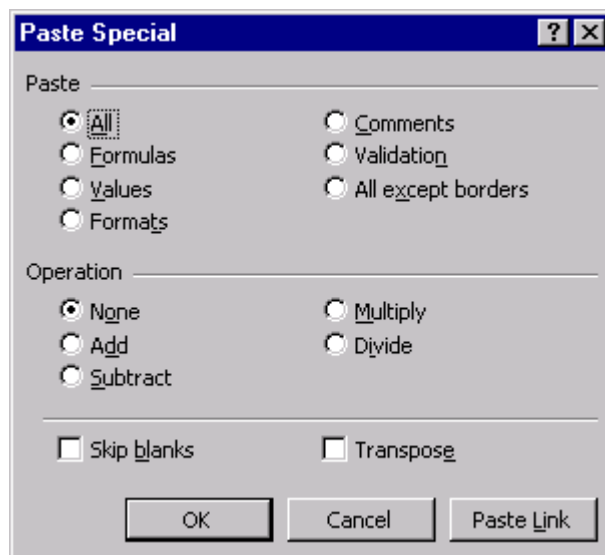 Paste Special
Paste
All
Comments
Formulas
Validation
Values
All except borders
Formats
Operation
None
Multiply
Add
Divide
Subtract
Skip blanks
Transpose
OK
Cancel
Paste Link